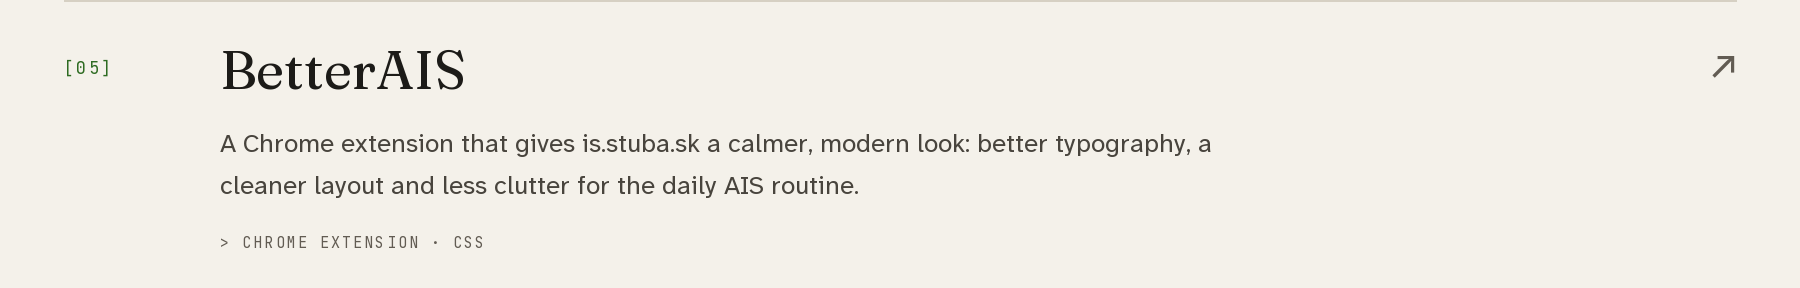 [05]
BetterAIS
A Chrome extension that gives is.stuba.sk a calmer, modern look: better typography, a
cleaner layout and less clutter for the daily AIS routine.
> CHROME EXTENSION · CSS